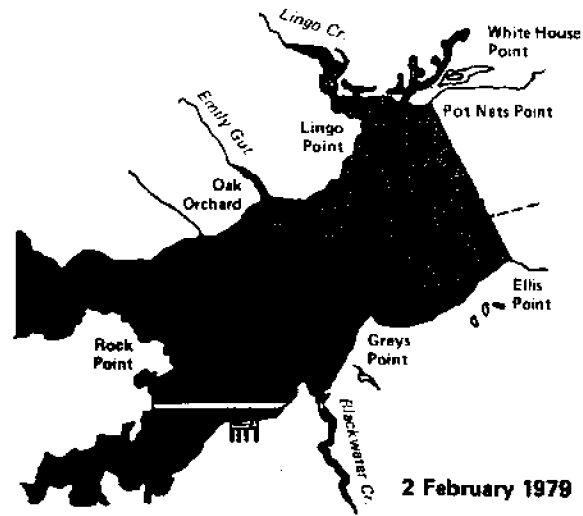 Lingo Cr.
White House
Point
Pot Nets Point
Emily Gut
Lingo
Point
Oak
Orchard
Ellis
Point
Greys
Point
Rock
Point
Blackwater Cr.
2 February 1979